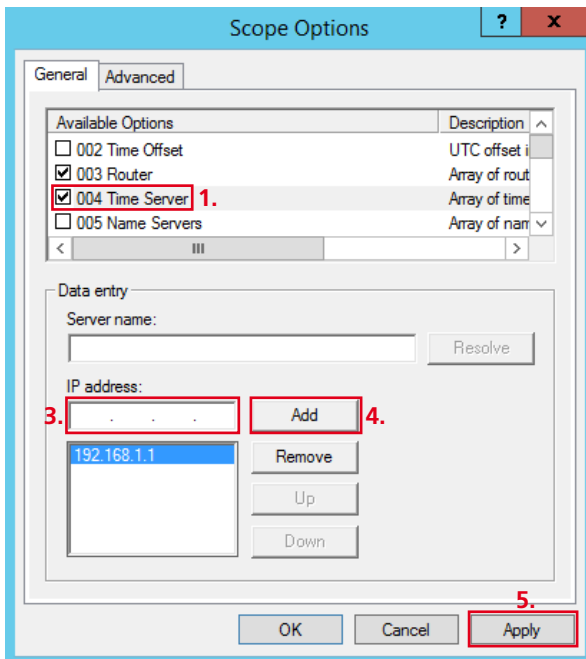 Scope Options
? x
General Advanced
Available Options Description
002 Time Offset UTC offset i
003 Router Array of rout
004 Time Server 1. Array of time
005 Name Servers Array of nam
Data entry
Server name:
Resolve
IP address:
3. . . . Add 4.
192.168.1.1 Remove
Up
Down
5.
OK Cancel Apply